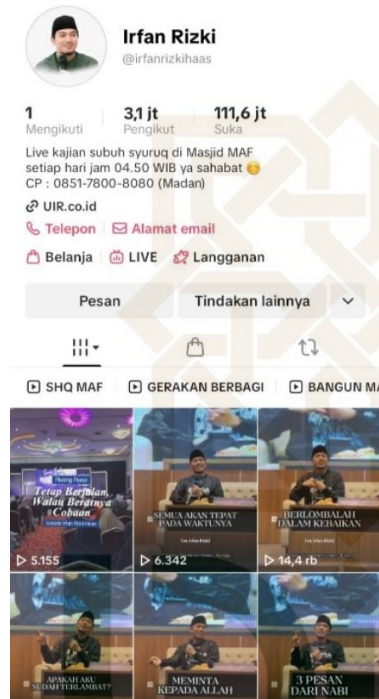 Irfan Rizki
@irfanrizkihaas
1 3,1 jt 111,6 jt
Mengikuti Pengikut Suka
Live kajian subuh syuruq di Masjid MAF
setiap hari jam 04.50 WIB ya sahabat 😊
CP : 0851-7800-8080 (Madan)
UIR.co.id
Telepon Alamat email
Belanja LIVE Langganan
Pesan Tindakan lainnya
SHQ MAF GERAKAN BERBAGI BANGUN MA
Ruang Rasa
Tetap Berjalan,
Walau Beratnya
Cobaan
5.155
SEMUA AKAN TEPAT
PADA WAKTUNYA
6.342
BERLOMBALAH
DALAM KEBAIKAN
14,4 rb
APAKAH AKU
SUDAH TERLAMBAT?
MEMINTA
KEPADA ALLAH
3 PESAN
DARI NABI